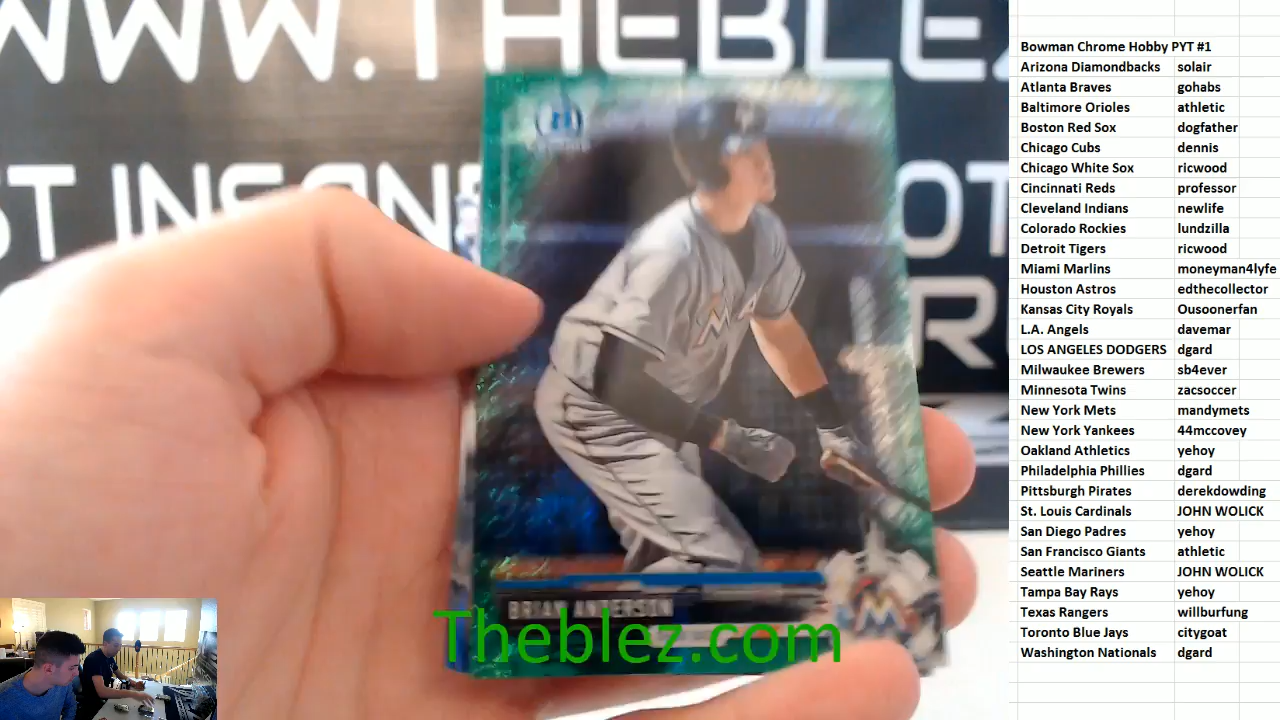 WWW.THEBLEZ
ST INSAN
OT
R
BRIAN ANDERSON
Theblez.com
Bowman Chrome Hobby PYT #1
Arizona Diamondbacks solair
Atlanta Braves gohabs
Baltimore Orioles athletic
Boston Red Sox dogfather
Chicago Cubs dennis
Chicago White Sox ricwood
Cincinnati Reds professor
Cleveland Indians newlife
Colorado Rockies lundzilla
Detroit Tigers ricwood
Miami Marlins moneyman4lyfe
Houston Astros edthecollector
Kansas City Royals Ousoonerfan
L.A. Angels davemar
LOS ANGELES DODGERS dgard
Milwaukee Brewers sb4ever
Minnesota Twins zacsoccer
New York Mets mandymets
New York Yankees 44mccovey
Oakland Athletics yehoy
Philadelphia Phillies dgard
Pittsburgh Pirates derekdowding
St. Louis Cardinals JOHN WOLICK
San Diego Padres yehoy
San Francisco Giants athletic
Seattle Mariners JOHN WOLICK
Tampa Bay Rays yehoy
Texas Rangers willburfung
Toronto Blue Jays citygoat
Washington Nationals dgard